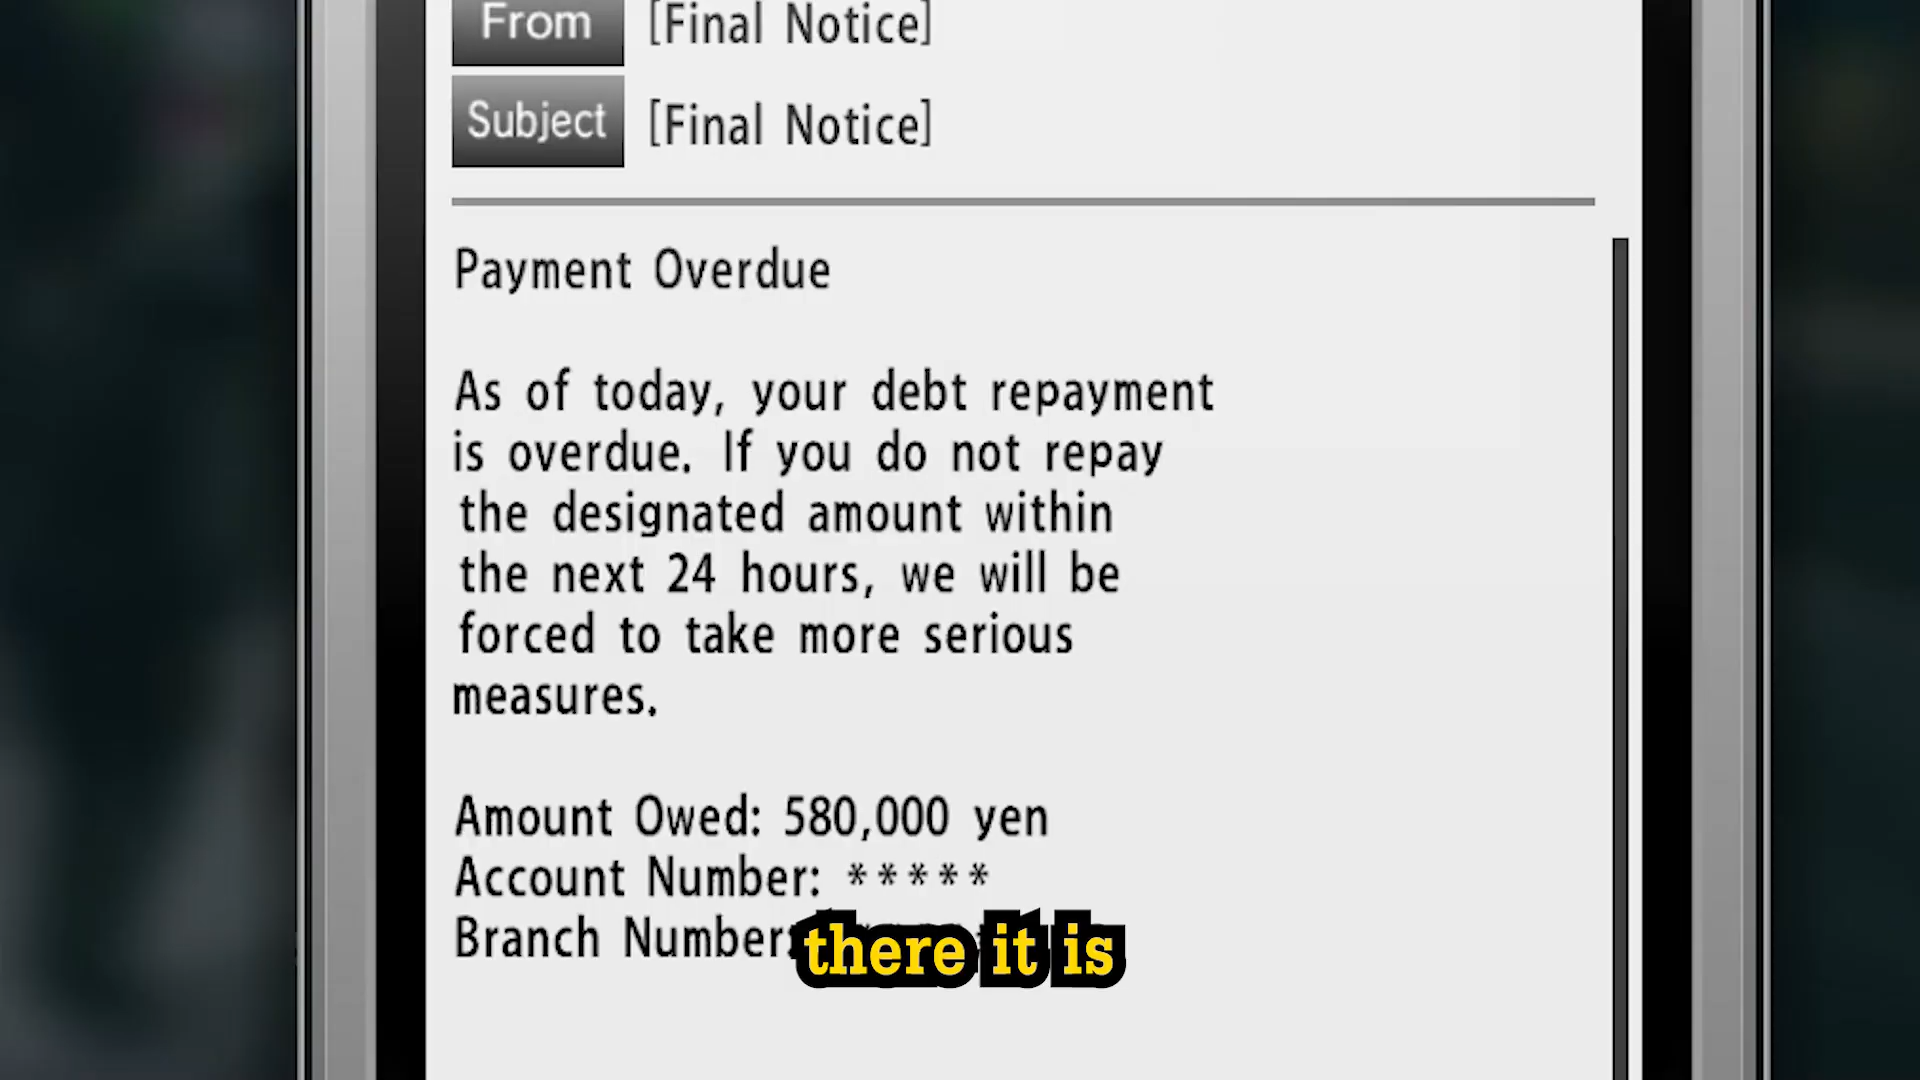 From [Final Notice]
Subject [Final Notice]
Payment Overdue
As of today, your debt repayment
is overdue. If you do not repay
the designated amount within
the next 24 hours, we will be
forced to take more serious
measures.
Amount Owed: 580,000 yen
Account Number: *****
Branch Number:
there it is